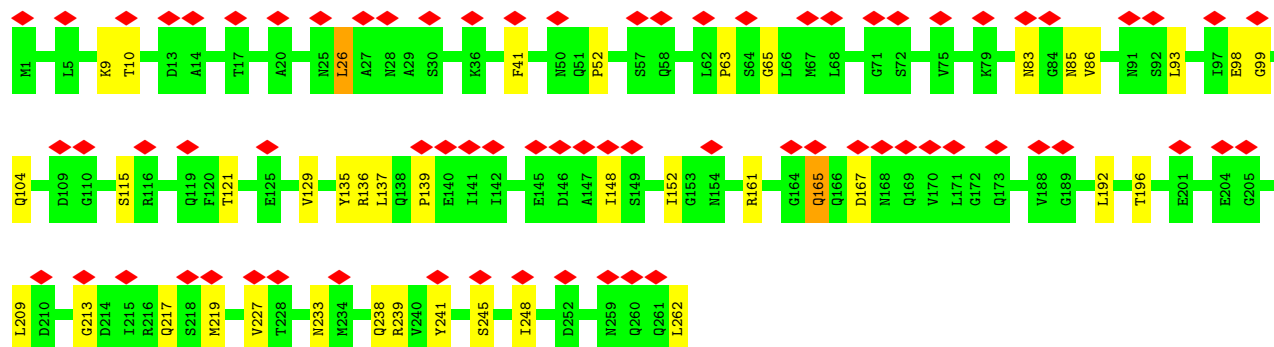 M1 L5 K9 T10 D13 A14 T17 A20 N25 L26 A27 N28 A29 S30 K36 F41 N50 Q51 P52 S57 Q58 L62 P63 S64 G65 L66 M67 L68 G71 S72 V75 K79 N83 G84 N85 V86 N91 S92 L93 I97 E98 G99
Q104 D109 G110 S115 R116 Q119 F120 T121 E125 V129 Y135 R136 L137 Q138 P139 E140 I141 I142 E145 D146 A147 I148 S149 I152 G153 N154 R161 G164 Q165 Q166 D167 N168 Q169 V170 L171 G172 Q173 V188 G189 L192 T196 E201 E204 G205
L209 D210 G213 D214 I215 R216 Q217 S218 M219 V227 T228 N233 M234 Q238 R239 V240 Y241 S245 I248 D252 N259 Q260 Q261 L262